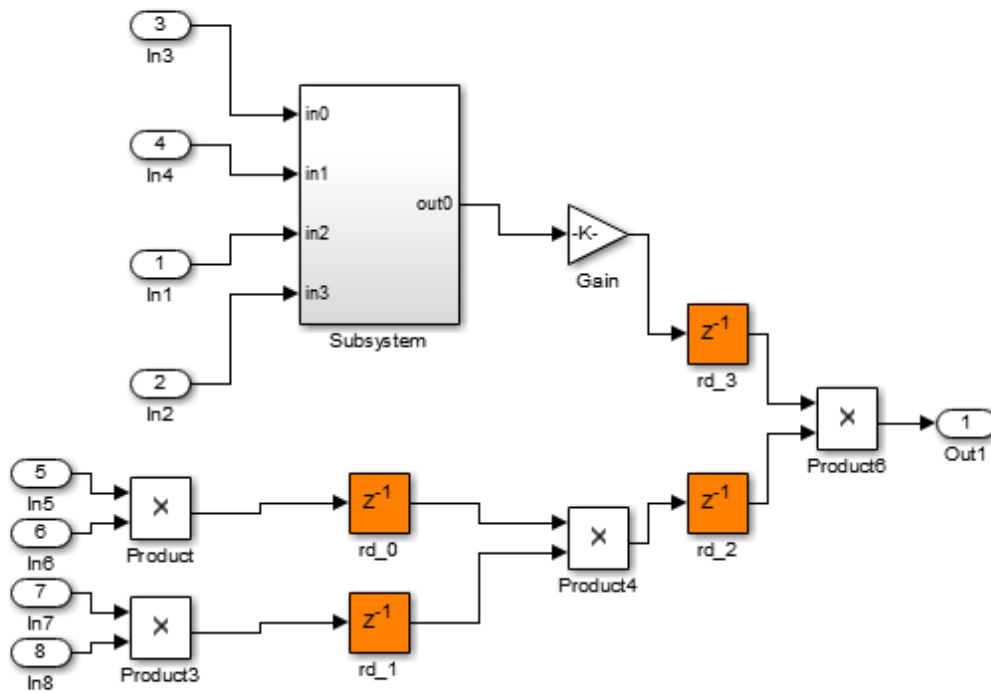 3
In3
4
In4
1
In1
2
In2
in0
in1
in2
in3
out0
Subsystem
-K-
Gain
Z⁻¹
rd_3
X
Product6
1
Out1
5
In5
6
In6
X
Product
Z⁻¹
rd_0
7
In7
8
In8
X
Product3
Z⁻¹
rd_1
X
Product4
Z⁻¹
rd_2